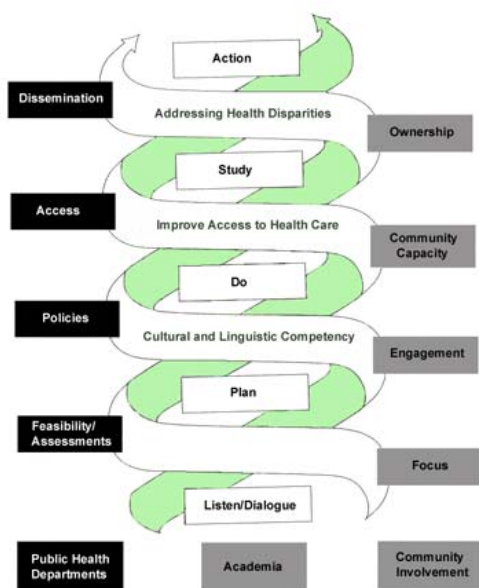 Action
Dissemination
Addressing Health Disparities
Ownership
Study
Access
Improve Access to Health Care
Community
Capacity
Do
Policies
Cultural and Linguistic Competency
Engagement
Plan
Feasibility/
Assessments
Focus
Listen/Dialogue
Public Health
Departments
Academia
Community
Involvement